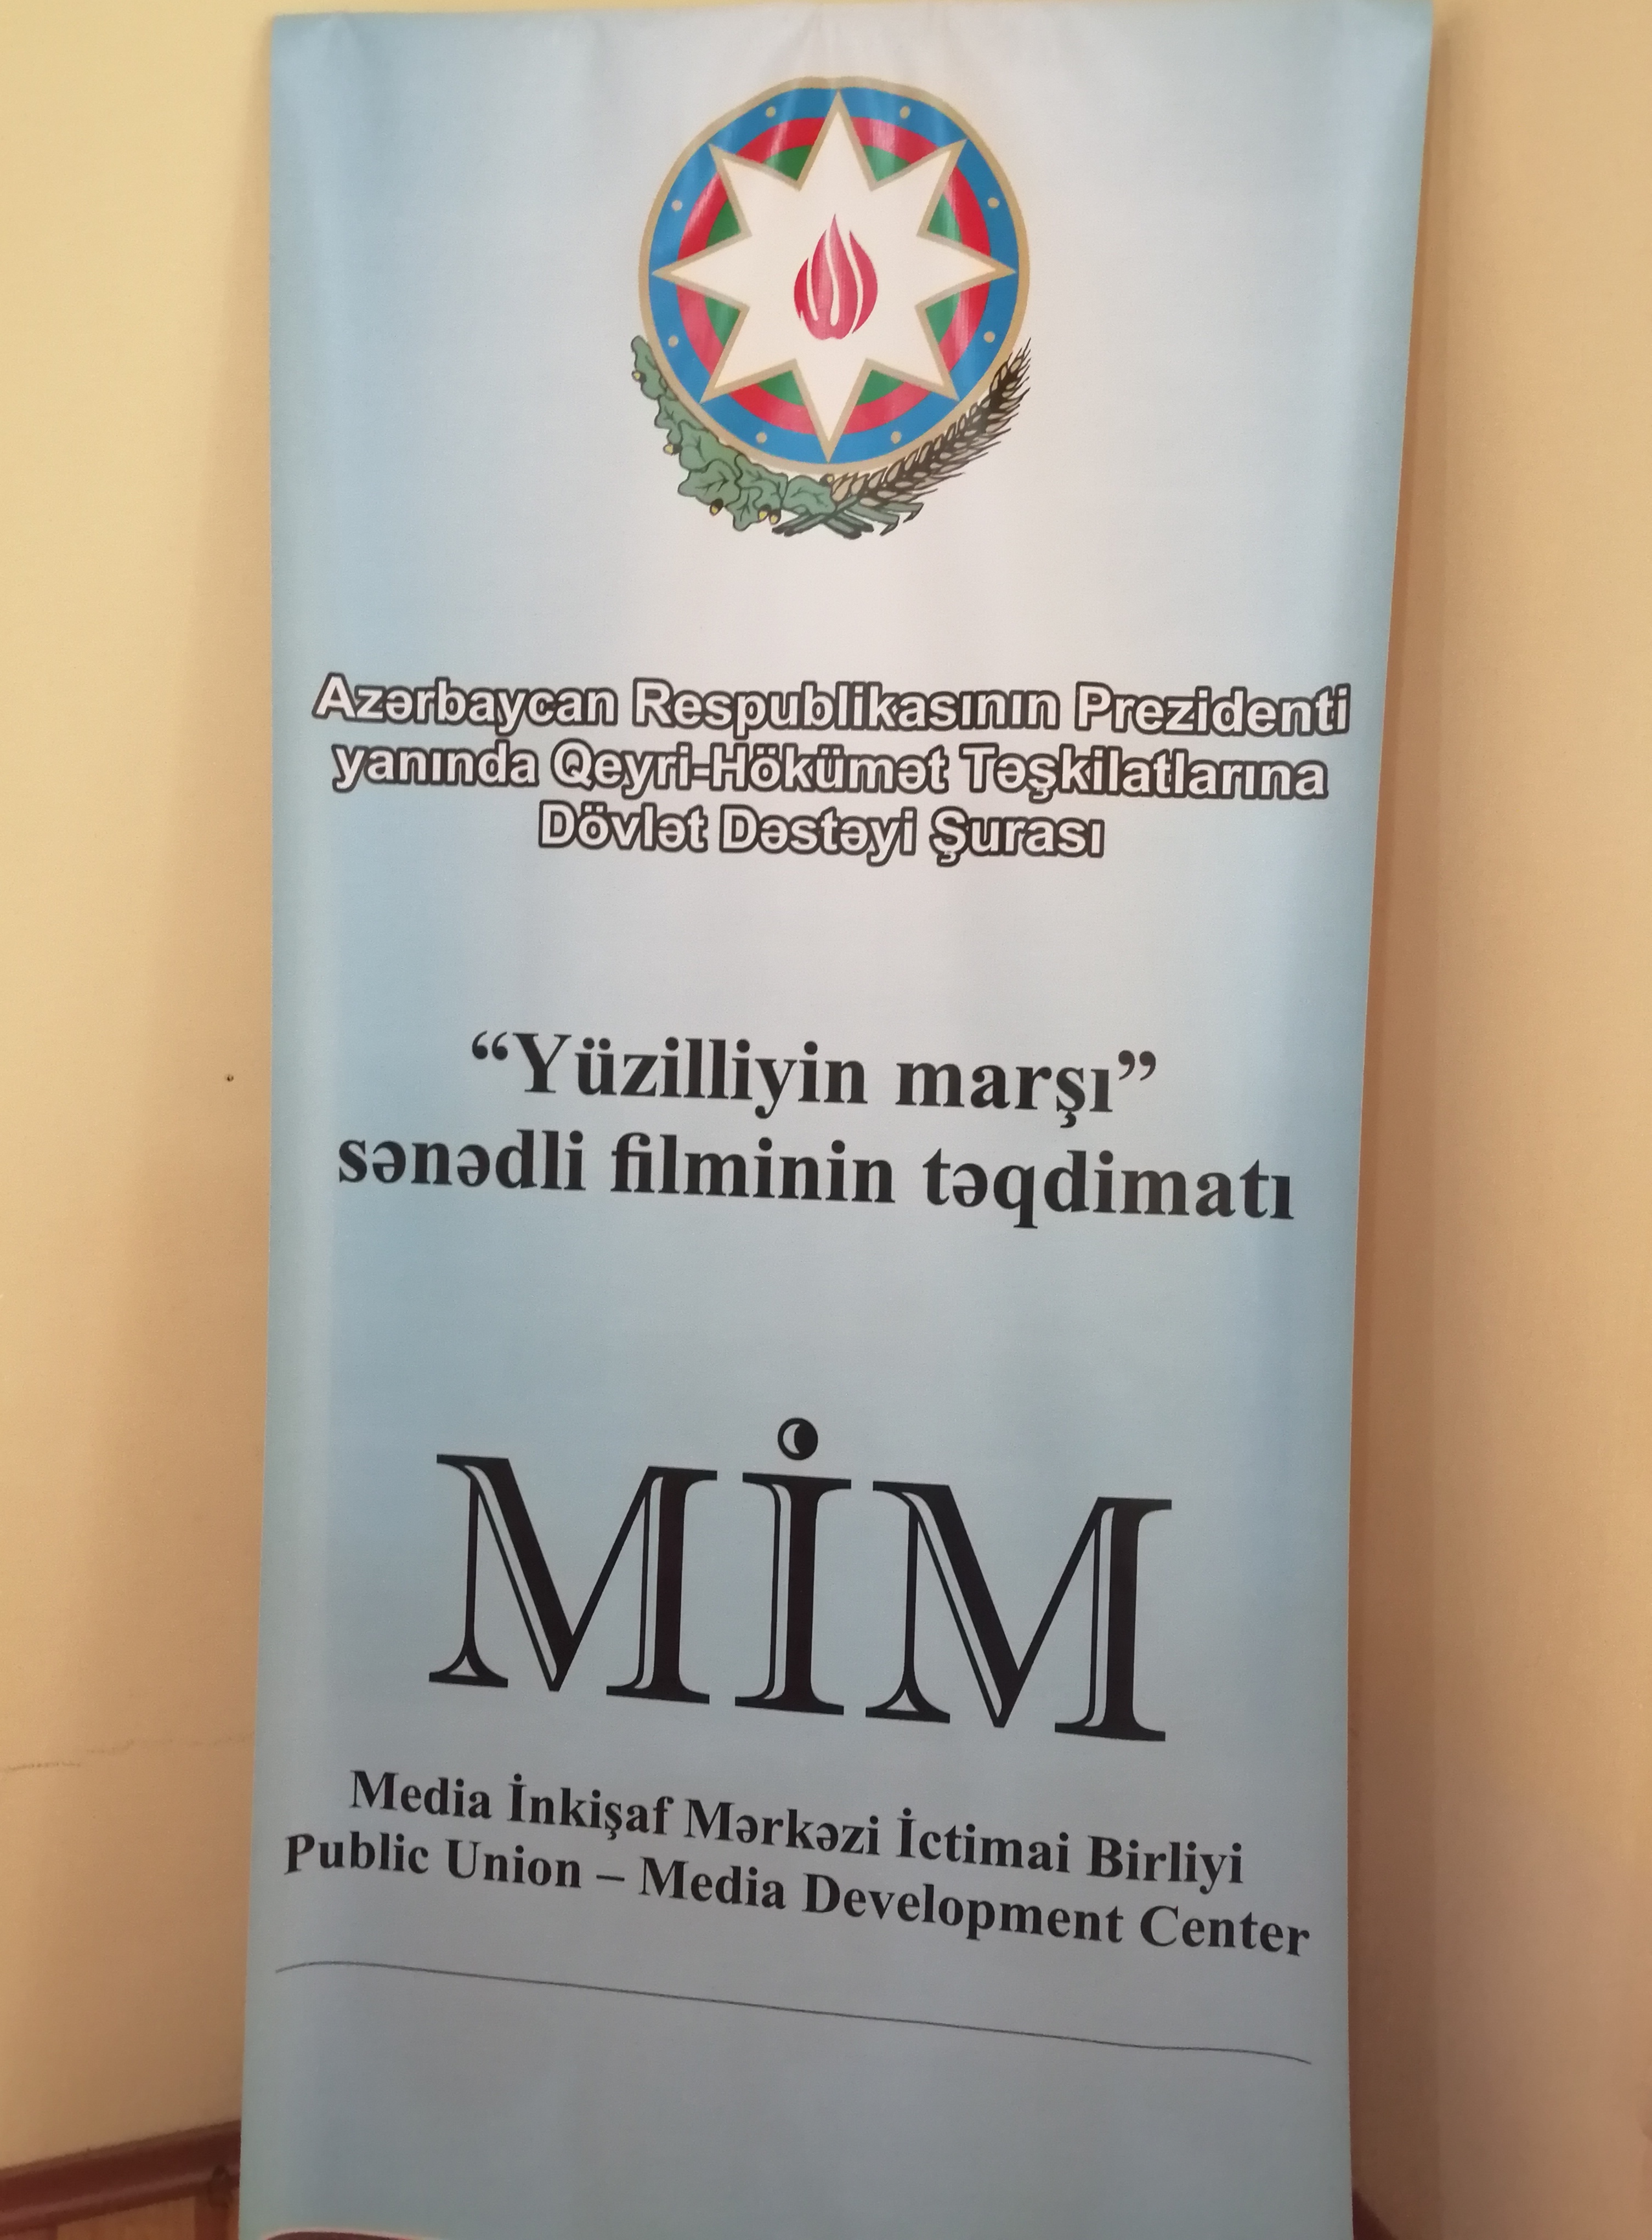 Azərbaycan Respublikasının Prezidenti
yanında Qeyri-Hökümət Təşkilatlarına
Dövlət Dəstəyi Şurası
“Yüzilliyin marşı”
sənədli filminin təqdimatı
MİM
Media İnkişaf Mərkəzi İctimai Birliyi
Public Union – Media Development Center